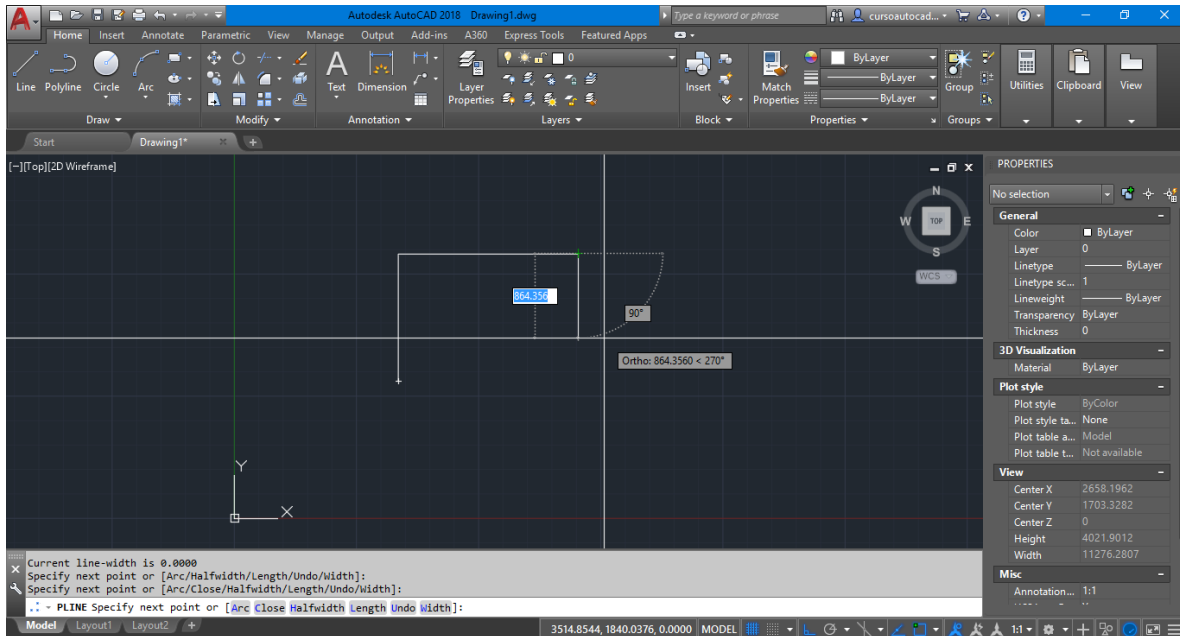 Autodesk AutoCAD 2018 Drawing1.dwg
Type a keyword or phrase
cursoautocad...
Home Insert Annotate Parametric View Manage Output Add-ins A360 Express Tools Featured Apps
Line Polyline Circle Arc
Draw
Modify
Text Dimension
Annotation
Layer Properties
0
Layers
Insert
Block
Match Properties
ByLayer
ByLayer
ByLayer
Properties
Group
Groups
Utilities
Clipboard
View
Start Drawing1*
[−][Top][2D Wireframe]
N
W TOP E
S
WCS
864.356
90°
Ortho: 864.3560 < 270°
Y
X
PROPERTIES
No selection
General
Color ByLayer
Layer 0
Linetype ByLayer
Linetype sc... 1
Lineweight ByLayer
Transparency ByLayer
Thickness 0
3D Visualization
Material ByLayer
Plot style
Plot style ByColor
Plot style ta... None
Plot table a... Model
Plot table t... Not available
View
Center X 2658.1962
Center Y 1703.3282
Center Z 0
Height 4021.9012
Width 11276.2807
Misc
Annotation... 1:1
Current line-width is 0.0000
Specify next point or [Arc/Halfwidth/Length/Undo/Width]:
Specify next point or [Arc/Close/Halfwidth/Length/Undo/Width]:
PLINE Specify next point or [Arc Close Halfwidth Length Undo Width]:
Model Layout1 Layout2 +
3514.8544, 1840.0376, 0.0000 MODEL
1:1